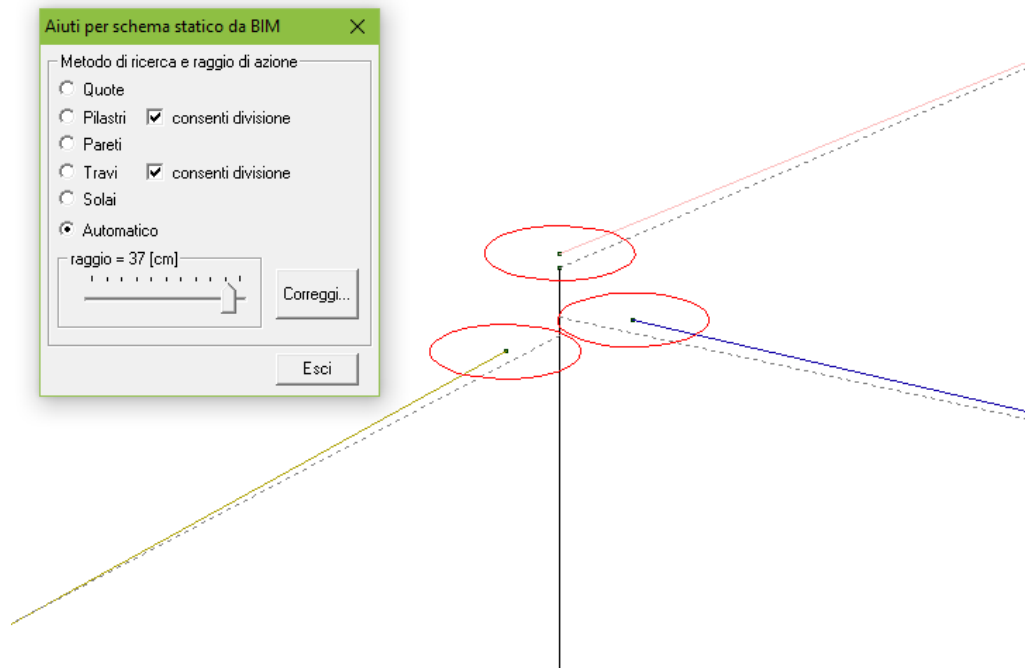 Aiuti per schema statico da BIM
Metodo di ricerca e raggio di azione
Quote
Pilastri consenti divisione
Pareti
Travi consenti divisione
Solai
Automatico
raggio = 37 [cm]
Correggi...
Esci